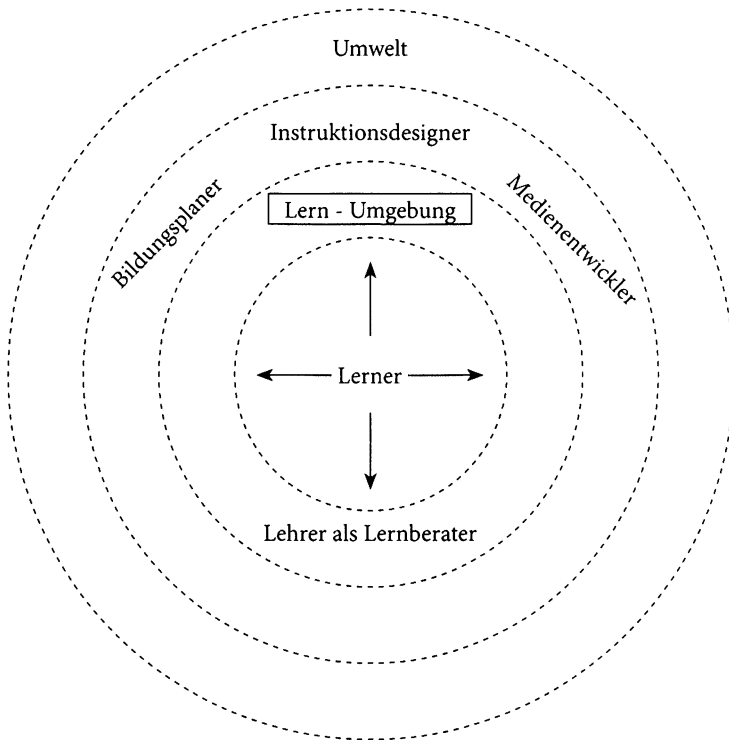 Umwelt
Instruktionsdesigner
Bildungsplaner
Medienentwickler
Lern - Umgebung
Lerner
Lehrer als Lernberater